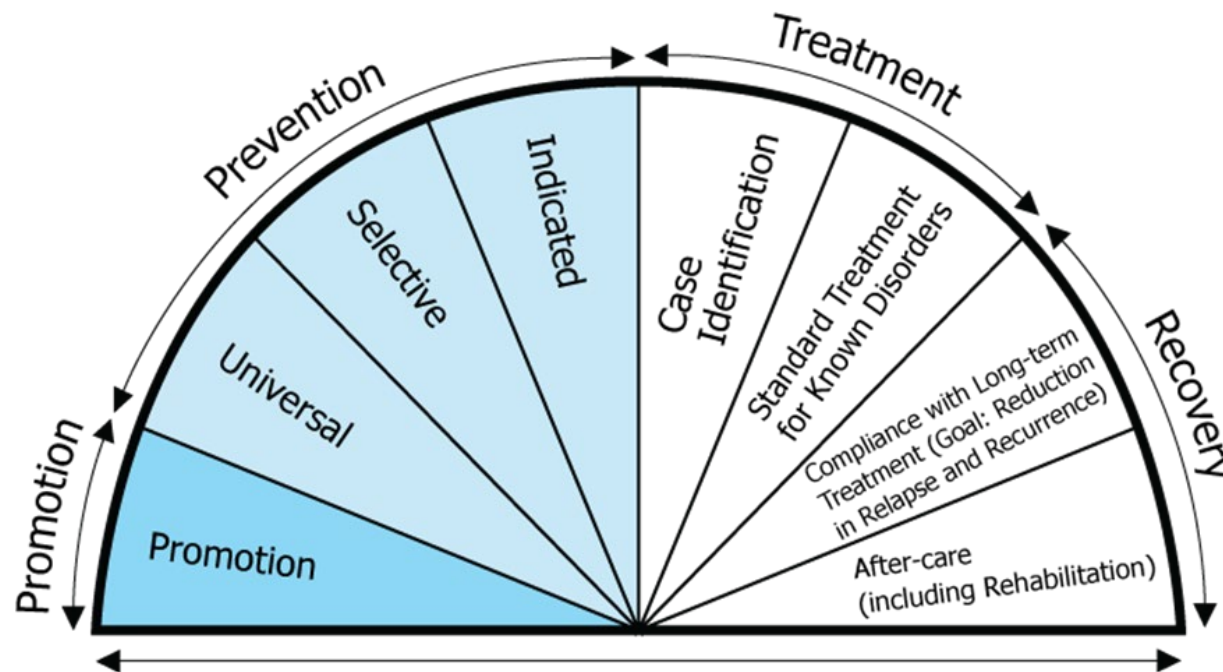 Promotion
Prevention
Treatment
Recovery
Promotion
Universal
Selective
Indicated
Case
Identification
Standard Treatment
for Known Disorders
Compliance with Long-term
Treatment (Goal: Reduction
in Relapse and Recurrence)
After-care
(including Rehabilitation)